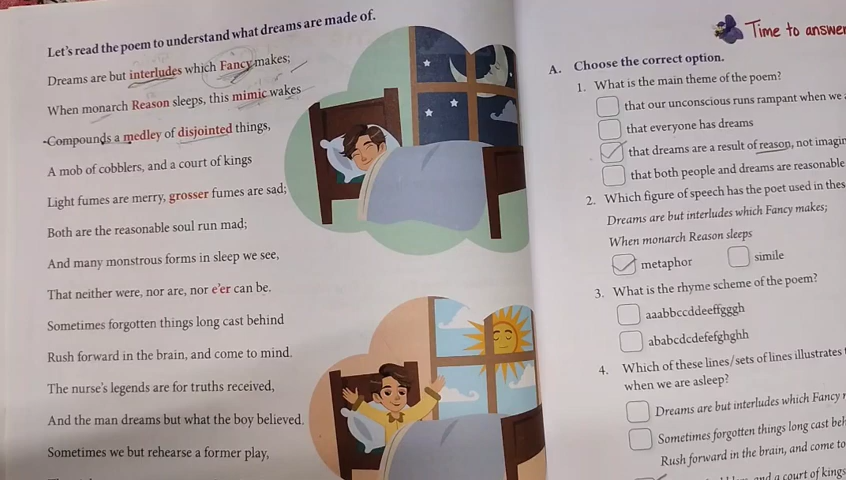 Let's read the poem to understand what dreams are made of.
Dreams are but interludes which Fancy makes;
When monarch Reason sleeps, this mimic wakes
Compounds a medley of disjointed things,
A mob of cobblers, and a court of kings
Light fumes are merry, grosser fumes are sad;
Both are the reasonable soul run mad;
And many monstrous forms in sleep we see,
That neither were, nor are, nor e'er can be.
Sometimes forgotten things long cast behind
Rush forward in the brain, and come to mind.
The nurse's legends are for truths received,
And the man dreams but what the boy believed.
Sometimes we but rehearse a former play,
Time to answer
A. Choose the correct option.
1. What is the main theme of the poem?
that our unconscious runs rampant when we
that everyone has dreams
that dreams are a result of reason, not
that both people and dreams are reasonable
2. Which figure of speech has the poet used in
Dreams are but interludes which Fancy makes;
When monarch Reason sleeps
metaphor simile
3. What is the rhyme scheme of the poem?
aaabbccddeeffgggh
ababcdcdefefghghh
4. Which of these lines/sets of lines illustrates
when we are asleep?
Dreams are but interludes which Fancy
Sometimes forgotten things long cast
Rush forward in the brain, and come to
and a court of kings